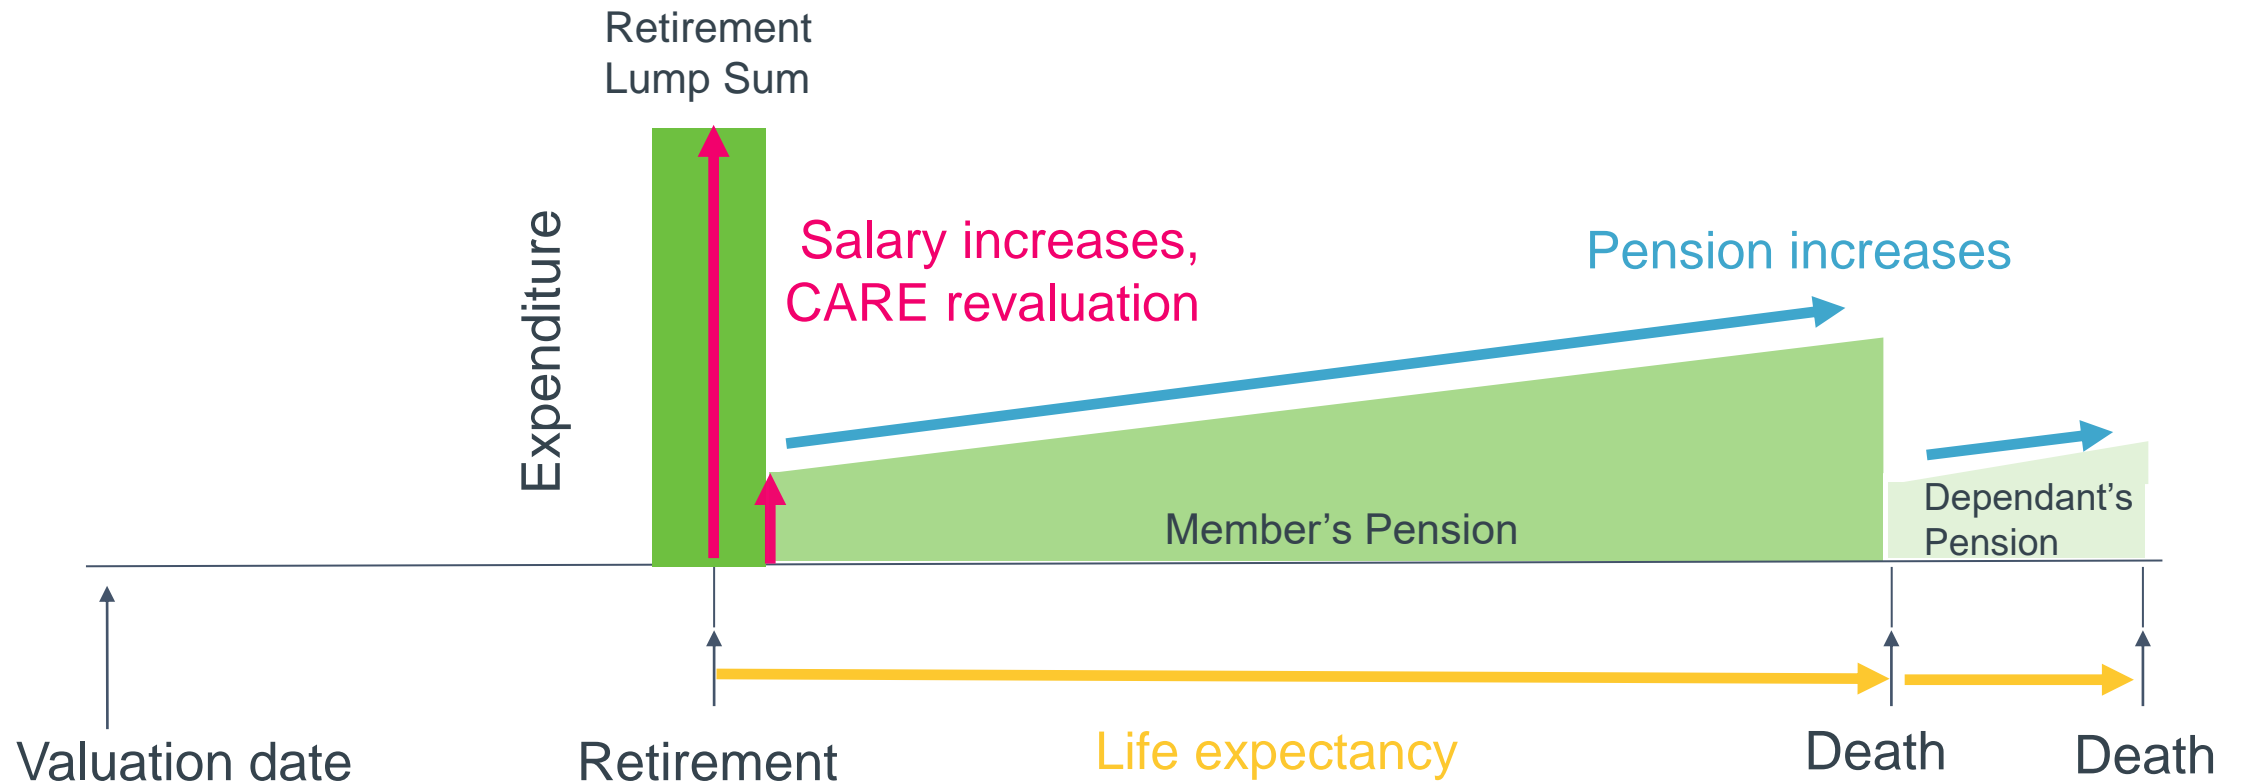 Retirement
Lump Sum
Expenditure
Salary increases,
CARE revaluation
Pension increases
Member’s Pension
Dependant’s
Pension
Valuation date
Retirement
Life expectancy
Death
Death